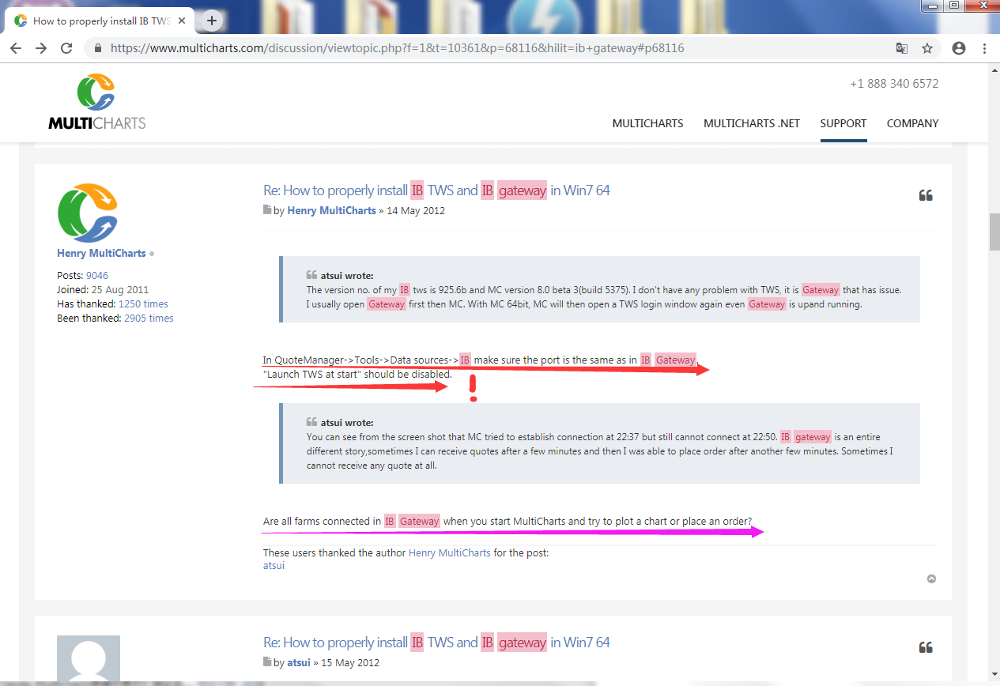 How to properly install IB TWS
https://www.multicharts.com/discussion/viewtopic.php?f=1&t=10361&p=68116&hilit=ib+gateway#p68116
+1 888 340 6572
MULTICHARTS
MULTICHARTS MULTICHARTS .NET SUPPORT COMPANY
Re: How to properly install IB TWS and IB gateway in Win7 64
by Henry MultiCharts » 14 May 2012
Henry MultiCharts
Posts: 9046
Joined: 25 Aug 2011
Has thanked: 1250 times
Been thanked: 2905 times
atsui wrote:
The version no. of my IB tws is 925.6b and MC version 8.0 beta 3(build 5375). I don't have any problem with TWS, it is Gateway that has issue.
I usually open Gateway first then MC. With MC 64bit, MC will then open a TWS login window again even Gateway is upand running.
In QuoteManager->Tools->Data sources->IB make sure the port is the same as in IB Gateway,
"Launch TWS at start" should be disabled.
!
atsui wrote:
You can see from the screen shot that MC tried to establish connection at 22:37 but still cannot connect at 22:50. IB gateway is an entire
different story,sometimes I can receive quotes after a few minutes and then I was able to place order after another few minutes. Sometimes I
cannot receive any quote at all.
Are all farms connected in IB Gateway when you start MultiCharts and try to plot a chart or place an order?
These users thanked the author Henry MultiCharts for the post:
atsui
Re: How to properly install IB TWS and IB gateway in Win7 64
by atsui » 15 May 2012